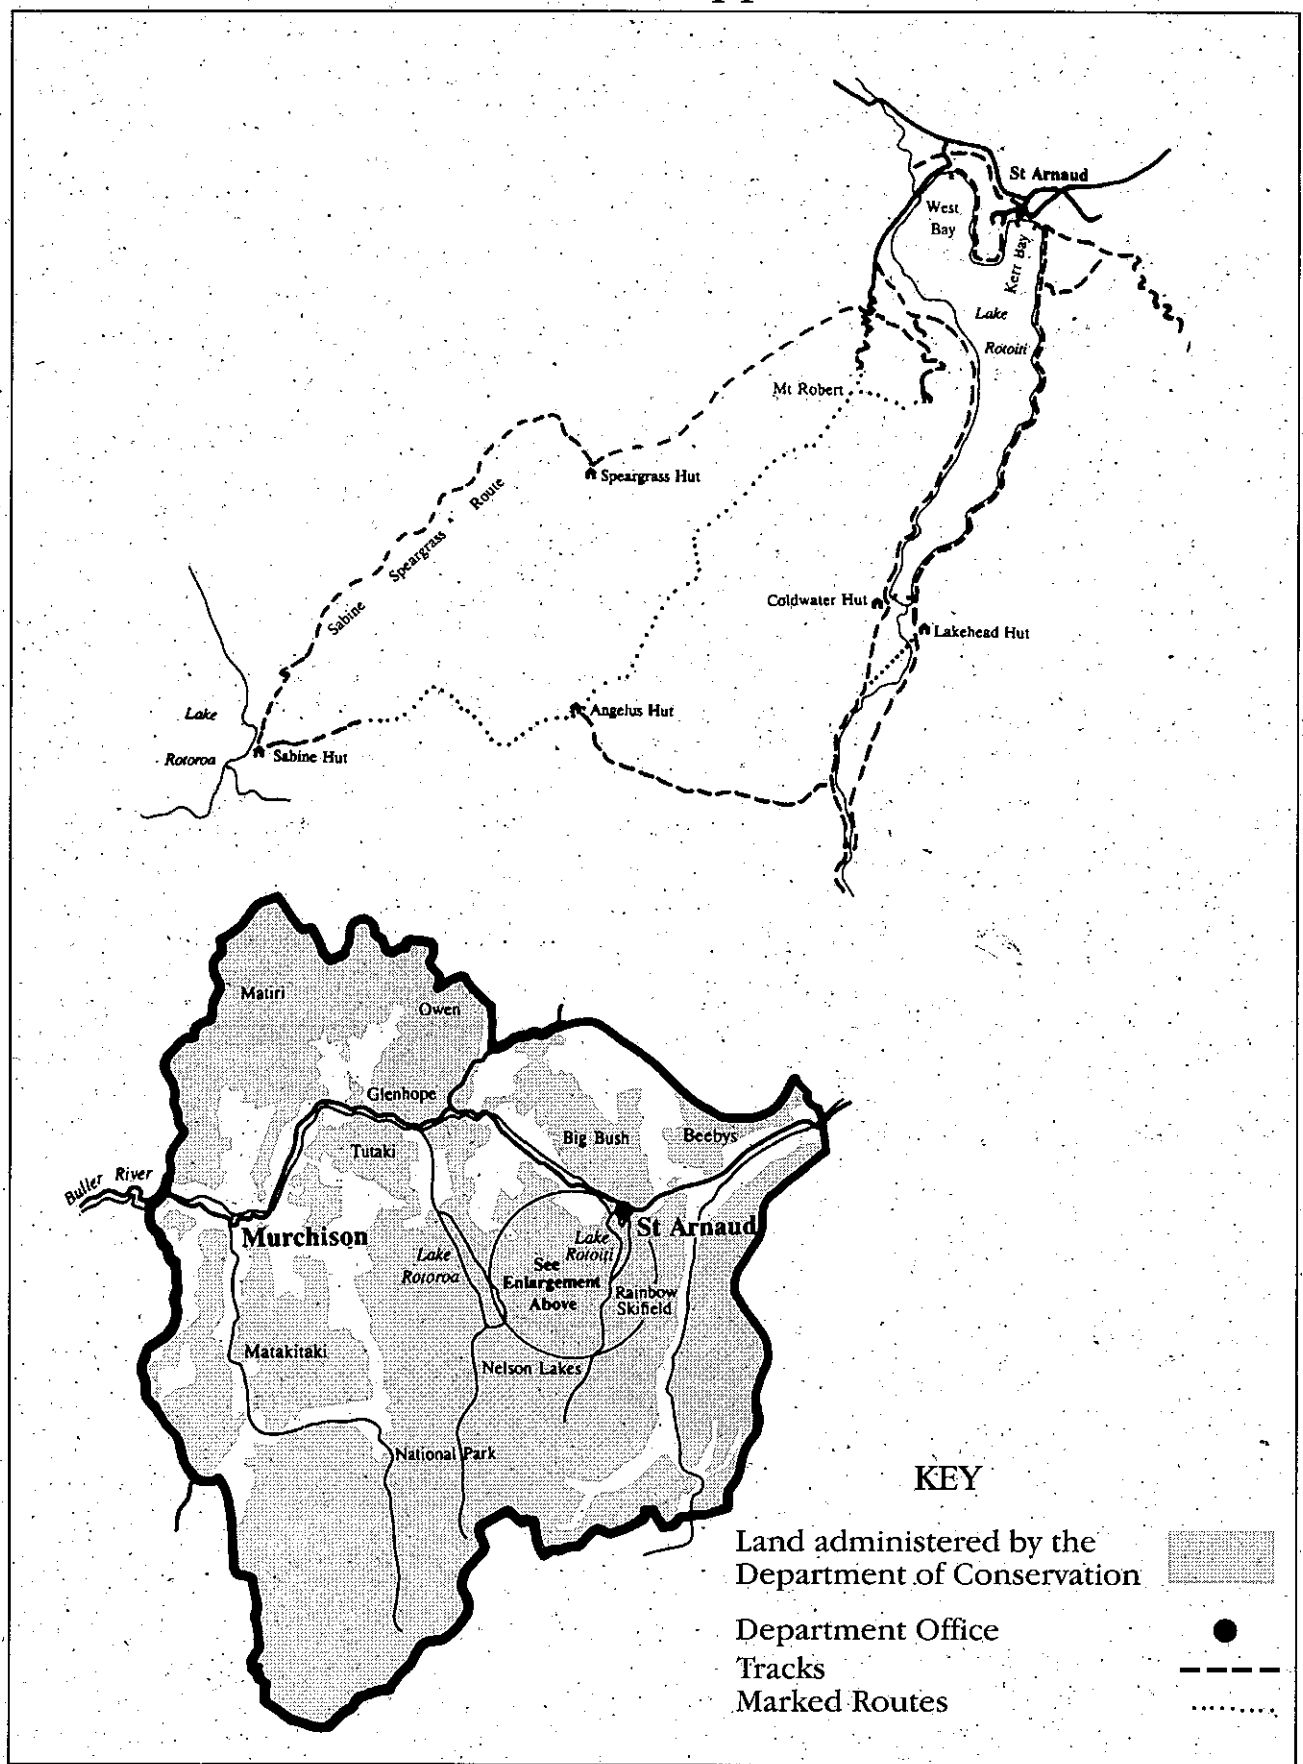 St Arnaud
West
Bay
Kerr Bay
Lake
Rotoiti
Mt Robert
Speargrass Hut
Sabine Speargrass Route
Coldwater Hut
Lakehead Hut
Angelus Hut
Lake
Rotoroa
Sabine Hut
Matiri
Owen
Glenhope
Big Bush
Beebys
Tutaki
Buller River
Murchison
St Arnaud
Lake
Rotoiti
Lake
Rotoroa
See
Enlargement
Above
Rainbow
Skifield
Matakitaki
Nelson Lakes
National Park
KEY
Land administered by the
Department of Conservation
Department Office
Tracks
Marked Routes